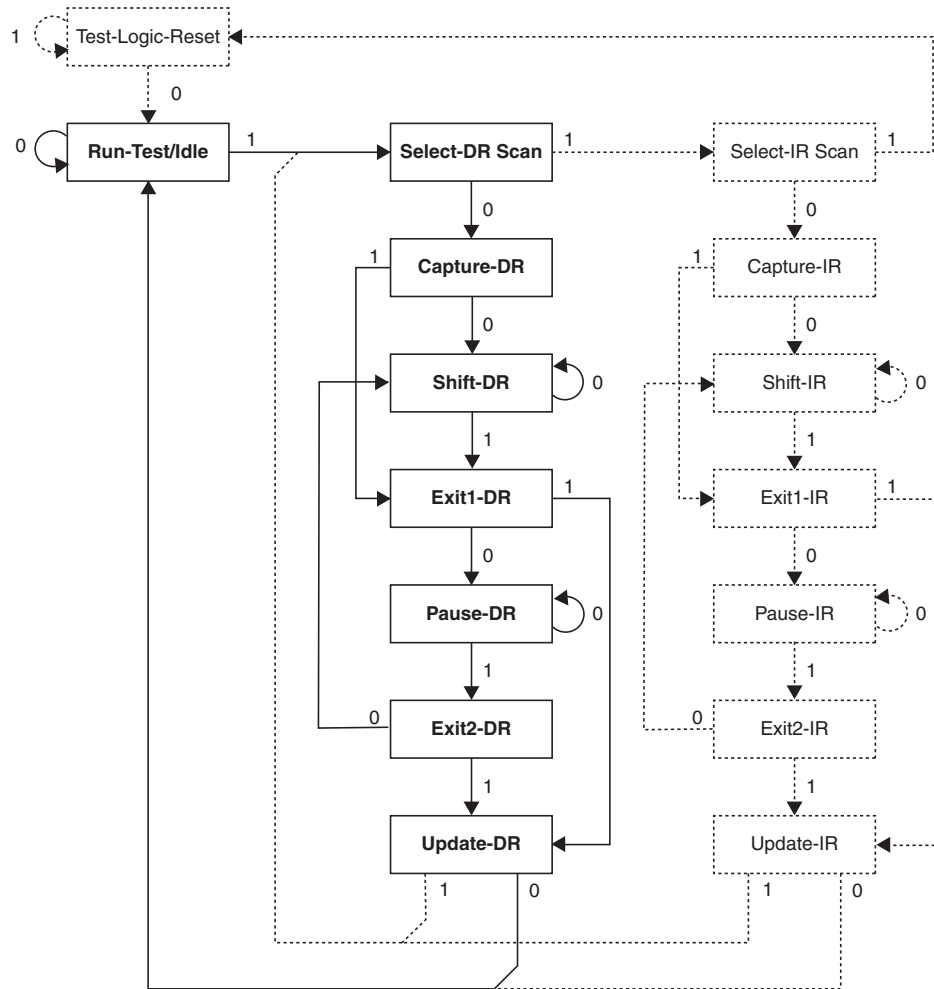 Test-Logic-Reset
1
0
Run-Test/Idle
0
1
Select-DR Scan
1
Select-IR Scan
1
0
0
Capture-DR
1
Capture-IR
1
0
0
Shift-DR
0
Shift-IR
0
1
1
Exit1-DR
1
Exit1-IR
1
0
0
Pause-DR
0
Pause-IR
0
1
1
Exit2-DR
0
Exit2-IR
0
1
1
Update-DR
Update-IR
1
0
1
0